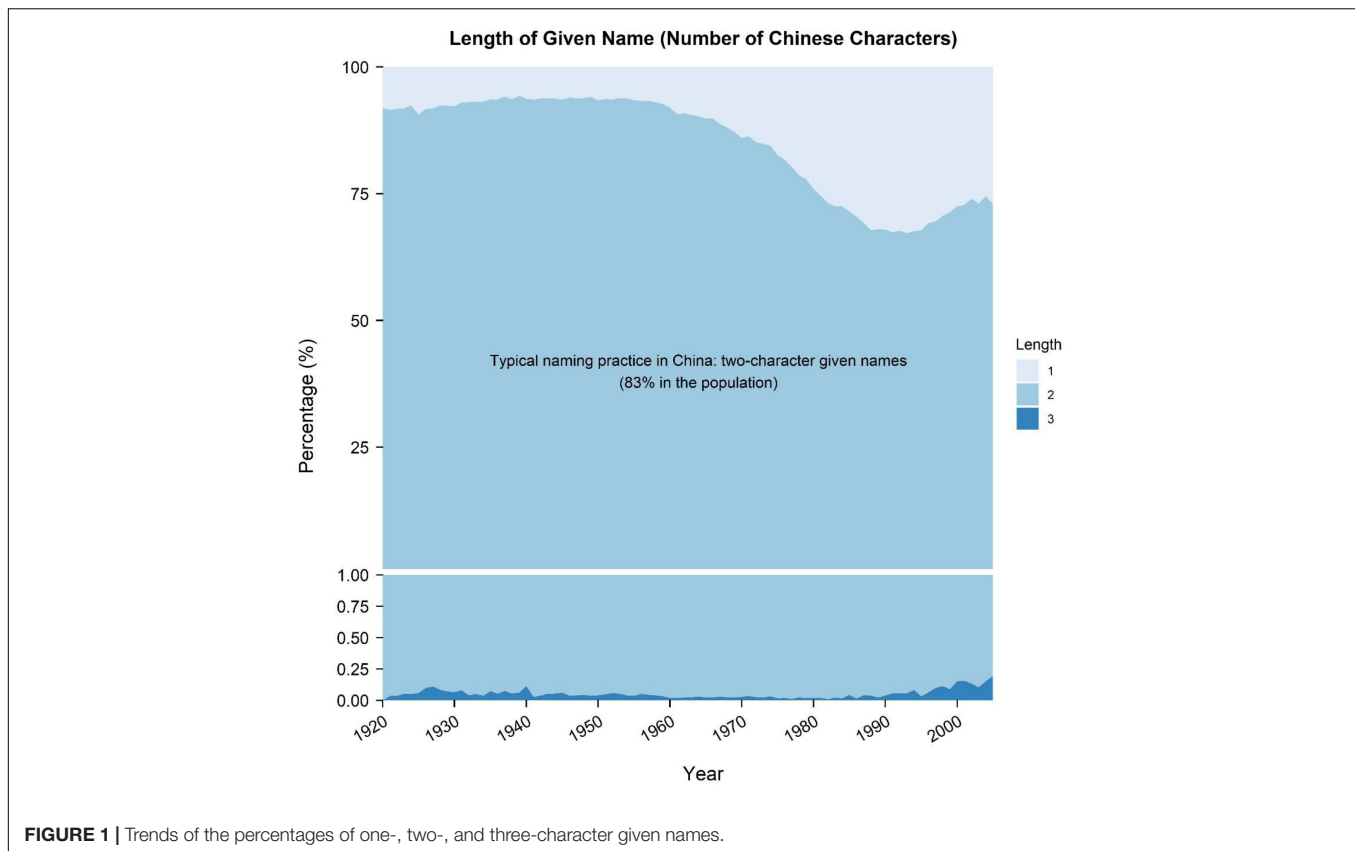 Length of Given Name (Number of Chinese Characters)
100
75
50
25
Percentage (%)
Typical naming practice in China: two-character given names
(83% in the population)
Length
1
2
3
1.00
0.75
0.50
0.25
0.00
1920 1930 1940 1950 1960 1970 1980 1990 2000
Year
FIGURE 1 | Trends of the percentages of one-, two-, and three-character given names.